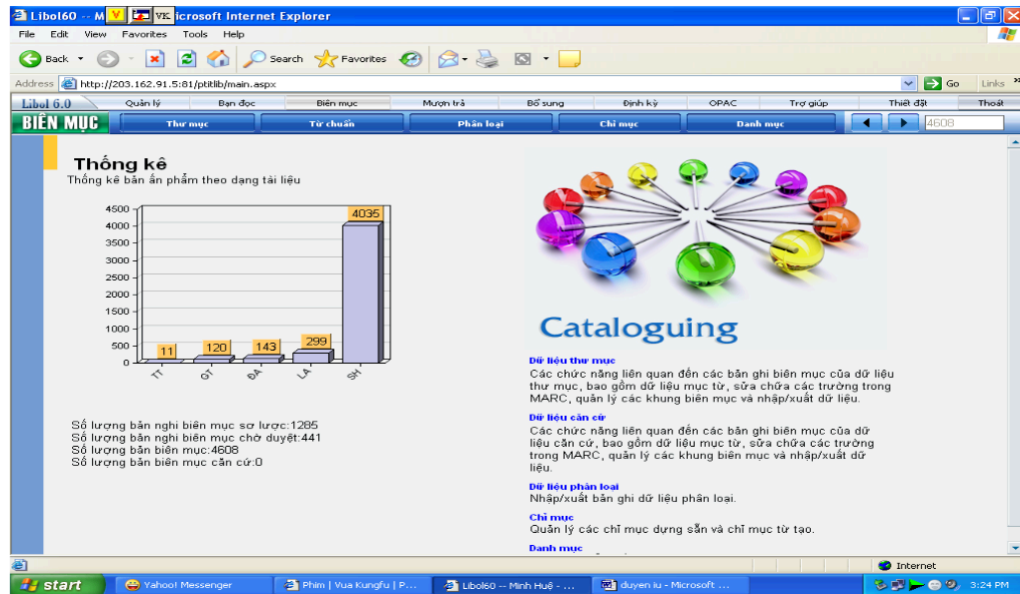 Libol60 -- M V VK icrosoft Internet Explorer
File Edit View Favorites Tools Help
Back Search Favorites
Address http://203.162.91.5:81/ptitlib/main.aspx Go Links »
Libol 6.0 Quản lý Bạn đọc Biên mục Mượn trả Bổ sung Định kỳ OPAC Trợ giúp Thiết đặt Thoát
BIÊN MỤC Thư mục Từ chuẩn Phân loại Chỉ mục Danh mục 4608
Thống kê
Thống kê bản ấn phẩm theo dạng tài liệu
4500
4000
3500
3000
2500
2000
1500
1000
500
0
11 120 143 299 4035
TT GT ĐA LA SH
Số lượng bản nghi biên mục sơ lược:1285
Số lượng bản nghi biên mục chờ duyệt:441
Số lượng bản biên mục:4608
Số lượng bản biên mục căn cứ:0
Cataloguing
Dữ liệu thư mục
Các chức năng liên quan đến các bản ghi biên mục của dữ liệu
thư mục, bao gồm dữ liệu mục từ, sửa chữa các trường trong
MARC, quản lý các khung biên mục và nhập/xuất dữ liệu.
Dữ liệu căn cứ
Các chức năng liên quan đến các bản ghi biên mục của dữ
liệu căn cứ, bao gồm dữ liệu mục từ, sửa chữa các trường
trong MARC, quản lý các khung biên mục và nhập/xuất dữ
liệu.
Dữ liệu phân loại
Nhập/xuất bản ghi dữ liệu phân loại.
Chỉ mục
Quản lý các chỉ mục dựng sẵn và chỉ mục từ tạo.
Danh mục
Internet
start Yahoo! Messenger Phim | Vua Kungfu | P... Libol60 -- Minh Huê - ... duyen iu - Microsoft ... 3:24 PM